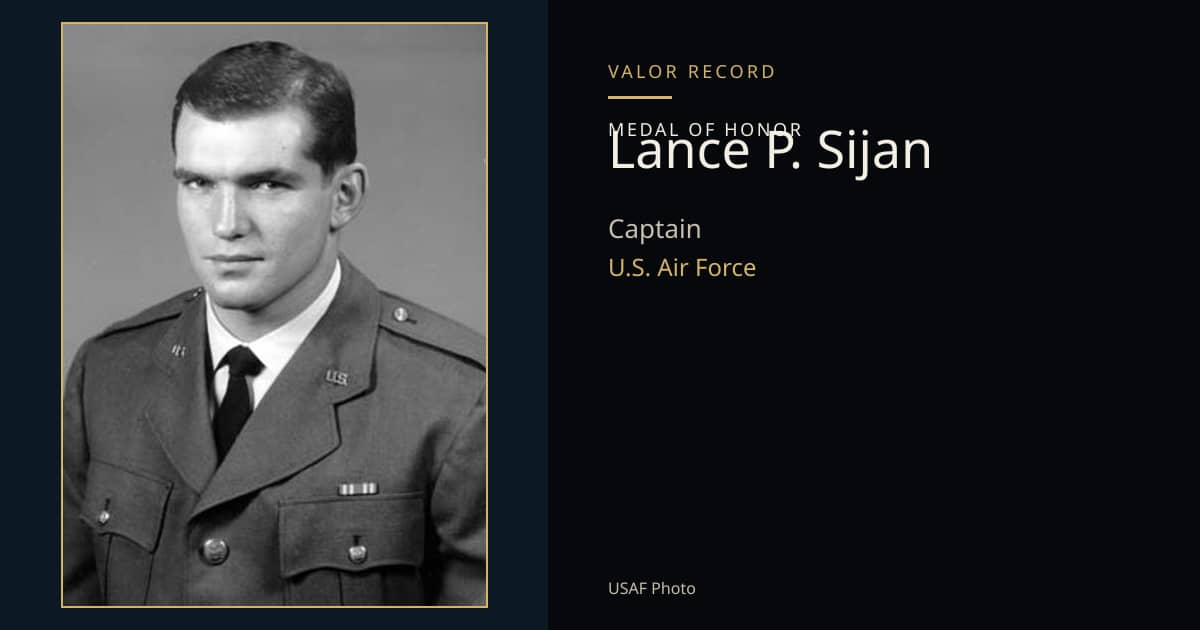 VALOR RECORD
MEDAL OF HONOR
Lance P. Sijan
Captain
U.S. Air Force
U.S.
USAF Photo